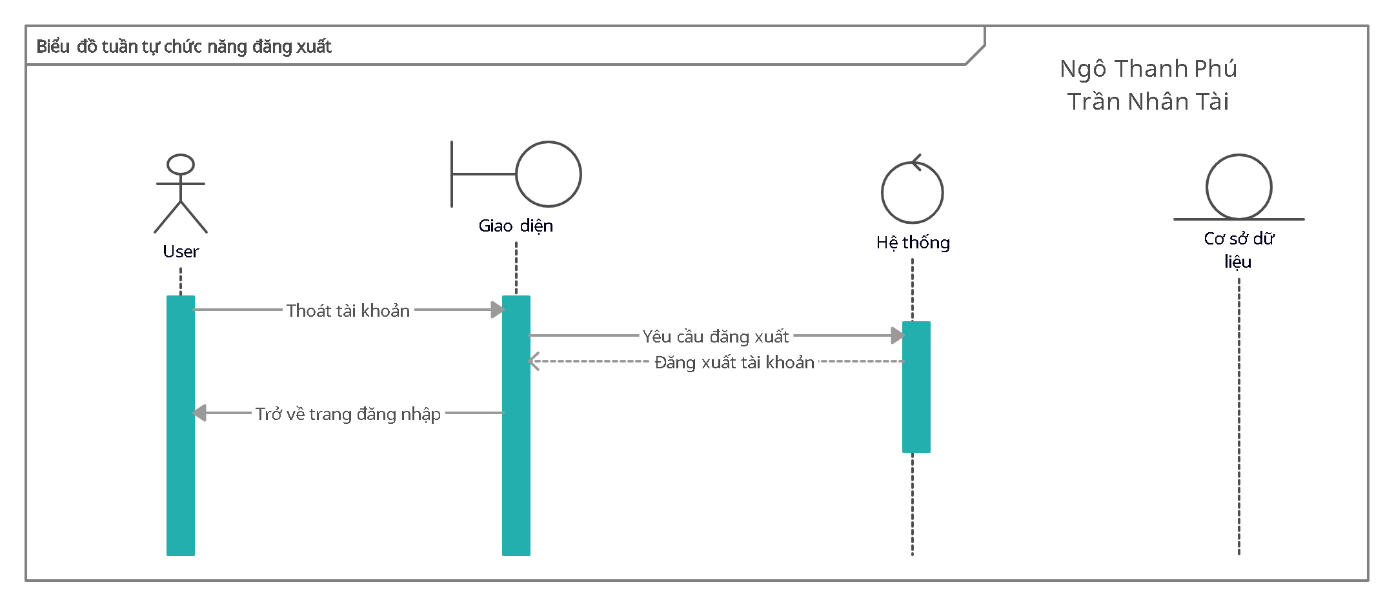 Biểu đồ tuần tự chức năng đăng xuất
Ngô Thanh Phú
Trần Nhân Tài
User
Giao diện
Hệ thống
Cơ sở dữ
liệu
Thoát tài khoản
Yêu cầu đăng xuất
Đăng xuất tài khoản
Trở về trang đăng nhập